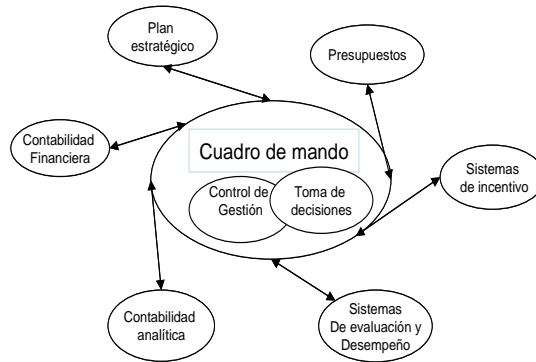 Plan
estratégico
Presupuestos
Contabilidad
Financiera
Cuadro de mando
Sistemas
de incentivo
Control de
Gestión
Toma de
decisiones
Contabilidad
analítica
Sistemas
De evaluación y
Desempeño